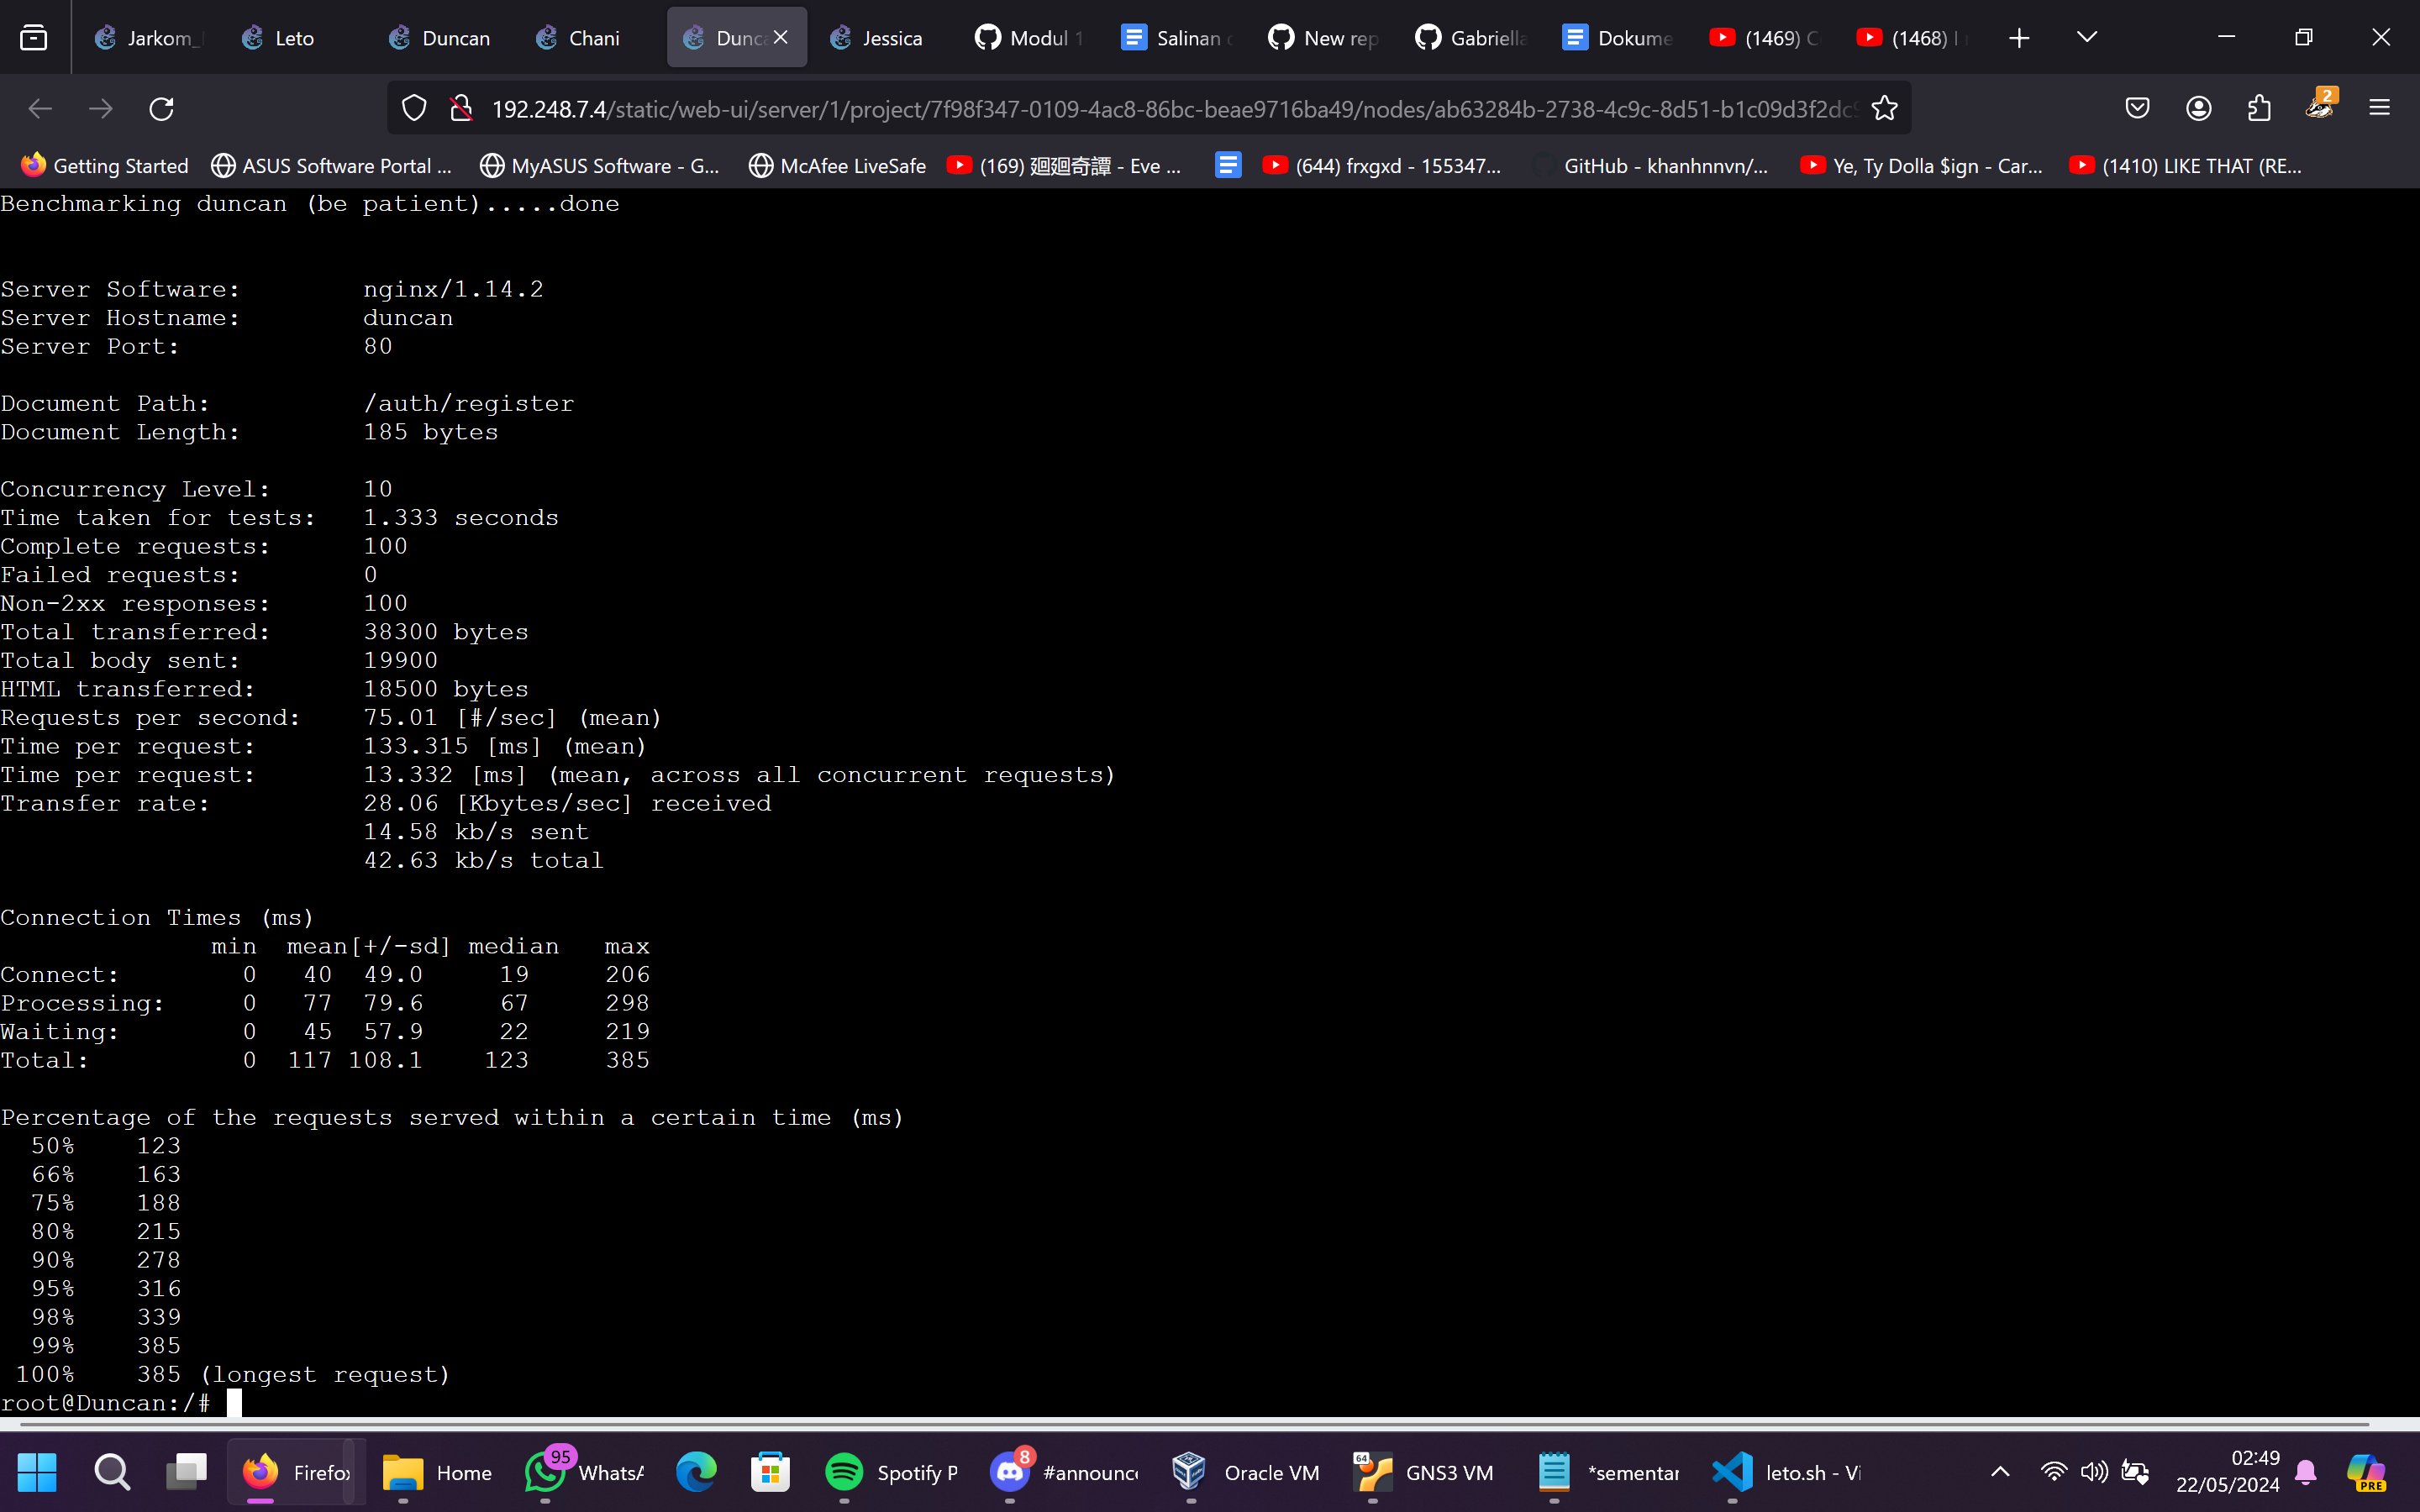 Jarkom_
Leto
Duncan
Chani
Dunca
Jessica
Modul 1
Salinan
New rep
Gabriella
Dokume
(1469)
(1468)
192.248.7.4/static/web-ui/server/1/project/7f98f347-0109-4ac8-86bc-beae9716ba49/nodes/ab63284b-2738-4c9c-8d51-b1c09d3f2dc
2
Getting Started
ASUS Software Portal ...
MyASUS Software - G...
McAfee LiveSafe
(169) 廻廻奇譚 - Eve ...
(644) frxgxd - 155347...
GitHub - khanhnnvn/...
Ye, Ty Dolla $ign - Car...
(1410) LIKE THAT (RE...
Benchmarking duncan (be patient).....done
Server Software: nginx/1.14.2
Server Hostname: duncan
Server Port: 80
Document Path: /auth/register
Document Length: 185 bytes
Concurrency Level: 10
Time taken for tests: 1.333 seconds
Complete requests: 100
Failed requests: 0
Non-2xx responses: 100
Total transferred: 38300 bytes
Total body sent: 19900
HTML transferred: 18500 bytes
Requests per second: 75.01 [#/sec] (mean)
Time per request: 133.315 [ms] (mean)
Time per request: 13.332 [ms] (mean, across all concurrent requests)
Transfer rate: 28.06 [Kbytes/sec] received
14.58 kb/s sent
42.63 kb/s total
Connection Times (ms)
min mean[+/-sd] median max
Connect: 0 40 49.0 19 206
Processing: 0 77 79.6 67 298
Waiting: 0 45 57.9 22 219
Total: 0 117 108.1 123 385
Percentage of the requests served within a certain time (ms)
50% 123
66% 163
75% 188
80% 215
90% 278
95% 316
98% 339
99% 385
100% 385 (longest request)
root@Duncan:/#
Firefox
Home
95
WhatsA
Spotify P
8
#announc
Oracle VM
64
GNS3 VM
*sementar
leto.sh - Vi
02:49
22/05/2024
PRE